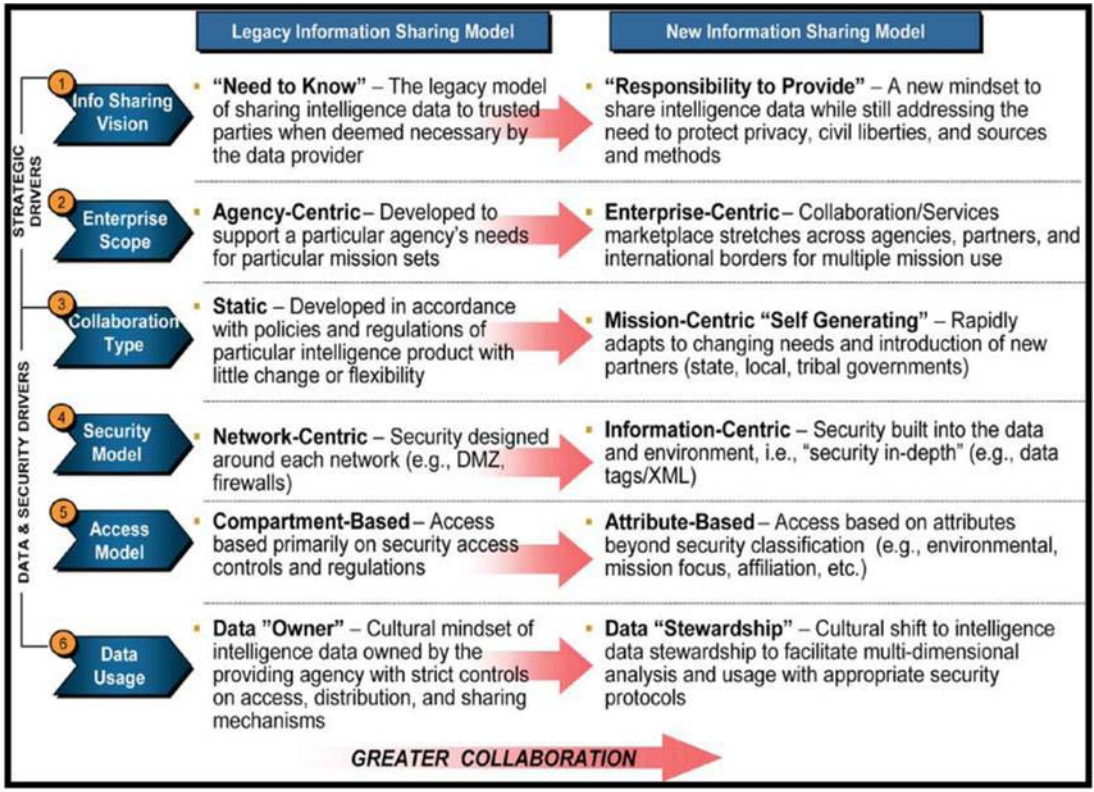 Legacy Information Sharing Model
New Information Sharing Model
STRATEGIC
DRIVERS
DATA & SECURITY DRIVERS
1
Info Sharing
Vision
▪ “Need to Know” – The legacy model
of sharing intelligence data to trusted
parties when deemed necessary by
the data provider
▪ “Responsibility to Provide” – A new mindset to
share intelligence data while still addressing the
need to protect privacy, civil liberties, and sources
and methods
2
Enterprise
Scope
▪ Agency-Centric – Developed to
support a particular agency’s needs
for particular mission sets
▪ Enterprise-Centric – Collaboration/Services
marketplace stretches across agencies, partners, and
international borders for multiple mission use
3
Collaboration
Type
▪ Static – Developed in accordance
with policies and regulations of
particular intelligence product with
little change or flexibility
▪ Mission-Centric “Self Generating” – Rapidly
adapts to changing needs and introduction of new
partners (state, local, tribal governments)
4
Security
Model
▪ Network-Centric – Security designed
around each network (e.g., DMZ,
firewalls)
▪ Information-Centric – Security built into the data
and environment, i.e., “security in-depth” (e.g., data
tags/XML)
5
Access
Model
▪ Compartment-Based – Access
based primarily on security access
controls and regulations
▪ Attribute-Based – Access based on attributes
beyond security classification (e.g., environmental,
mission focus, affiliation, etc.)
6
Data
Usage
▪ Data ”Owner” – Cultural mindset of
intelligence data owned by the
providing agency with strict controls
on access, distribution, and sharing
mechanisms
▪ Data “Stewardship” – Cultural shift to intelligence
data stewardship to facilitate multi-dimensional
analysis and usage with appropriate security
protocols
GREATER COLLABORATION